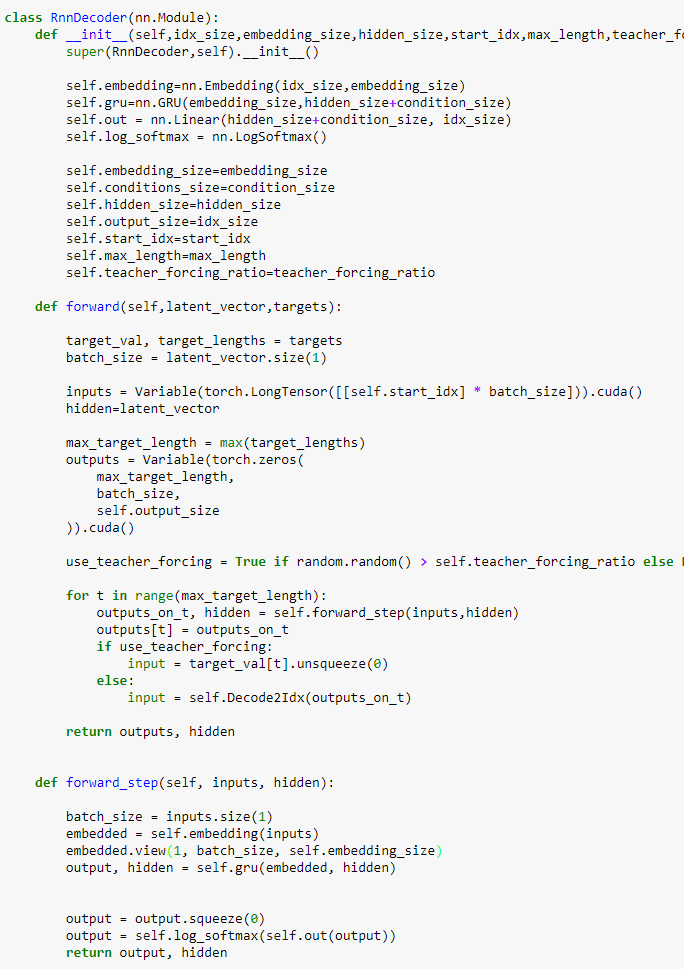 class RnnDecoder(nn.Module):
    def __init__(self,idx_size,embedding_size,hidden_size,start_idx,max_length,teacher_fo
        super(RnnDecoder,self).__init__()

        self.embedding=nn.Embedding(idx_size,embedding_size)
        self.gru=nn.GRU(embedding_size,hidden_size+condition_size)
        self.out = nn.Linear(hidden_size+condition_size, idx_size)
        self.log_softmax = nn.LogSoftmax()

        self.embedding_size=embedding_size
        self.conditions_size=condition_size
        self.hidden_size=hidden_size
        self.output_size=idx_size
        self.start_idx=start_idx
        self.max_length=max_length
        self.teacher_forcing_ratio=teacher_forcing_ratio

    def forward(self,latent_vector,targets):

        target_val, target_lengths = targets
        batch_size = latent_vector.size(1)

        inputs = Variable(torch.LongTensor([[self.start_idx] * batch_size])).cuda()
        hidden=latent_vector

        max_target_length = max(target_lengths)
        outputs = Variable(torch.zeros(
            max_target_length,
            batch_size,
            self.output_size
        )).cuda()

        use_teacher_forcing = True if random.random() > self.teacher_forcing_ratio else

        for t in range(max_target_length):
            outputs_on_t, hidden = self.forward_step(inputs,hidden)
            outputs[t] = outputs_on_t
            if use_teacher_forcing:
                input = target_val[t].unsqueeze(0)
            else:
                input = self.Decode2Idx(outputs_on_t)

        return outputs, hidden


    def forward_step(self, inputs, hidden):

        batch_size = inputs.size(1)
        embedded = self.embedding(inputs)
        embedded.view(1, batch_size, self.embedding_size)
        output, hidden = self.gru(embedded, hidden)


        output = output.squeeze(0)
        output = self.log_softmax(self.out(output))
        return output, hidden